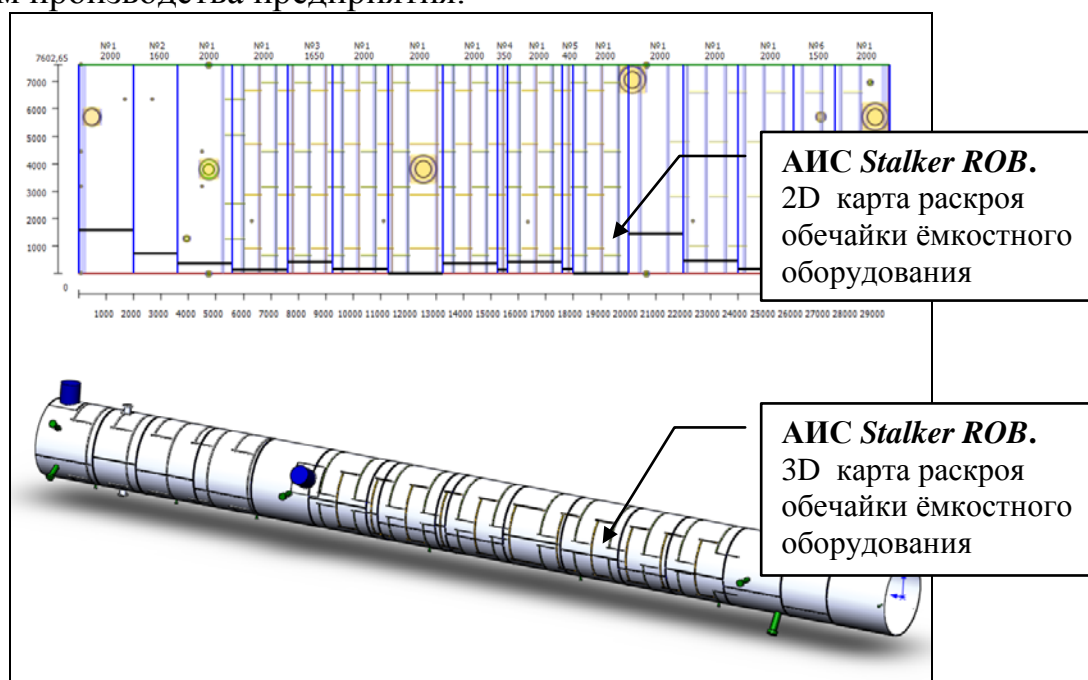 м производства предприятия.
№1 №2 №1 №1 №3 №1 №1 №1 №4 №1 №5 №1 №1 №1 №1 №6 №1
2000 1600 2000 2000 1650 2000 2000 2000 350 2000 400 2000 2000 2000 2000 1500 2000
7602,65
7000
6000
5000
4000
3000
2000
1000
0
1000 2000 3000 4000 5000 6000 7000 8000 9000 10000 11000 12000 13000 14000 15000 16000 17000 18000 19000 20000 21000 22000 23000 24000 25000 26000 27000 28000 29000
АИС Stalker ROB.
2D карта раскроя
обечайки ёмкостного
оборудования
АИС Stalker ROB.
3D карта раскроя
обечайки ёмкостного
оборудования